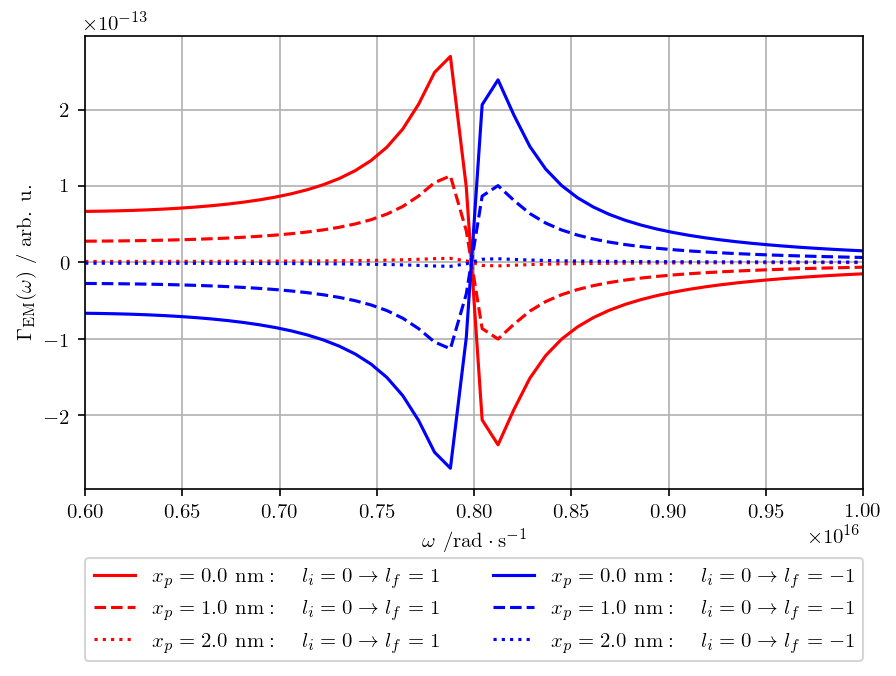 ×10⁻¹³
Γ_EM(ω) / arb. u.
2
1
0
−1
−2
0.60 0.65 0.70 0.75 0.80 0.85 0.90 0.95 1.00
ω /rad · s⁻¹
×10¹⁶
x_p = 0.0 nm : l_i = 0 → l_f = 1
x_p = 1.0 nm : l_i = 0 → l_f = 1
x_p = 2.0 nm : l_i = 0 → l_f = 1
x_p = 0.0 nm : l_i = 0 → l_f = −1
x_p = 1.0 nm : l_i = 0 → l_f = −1
x_p = 2.0 nm : l_i = 0 → l_f = −1